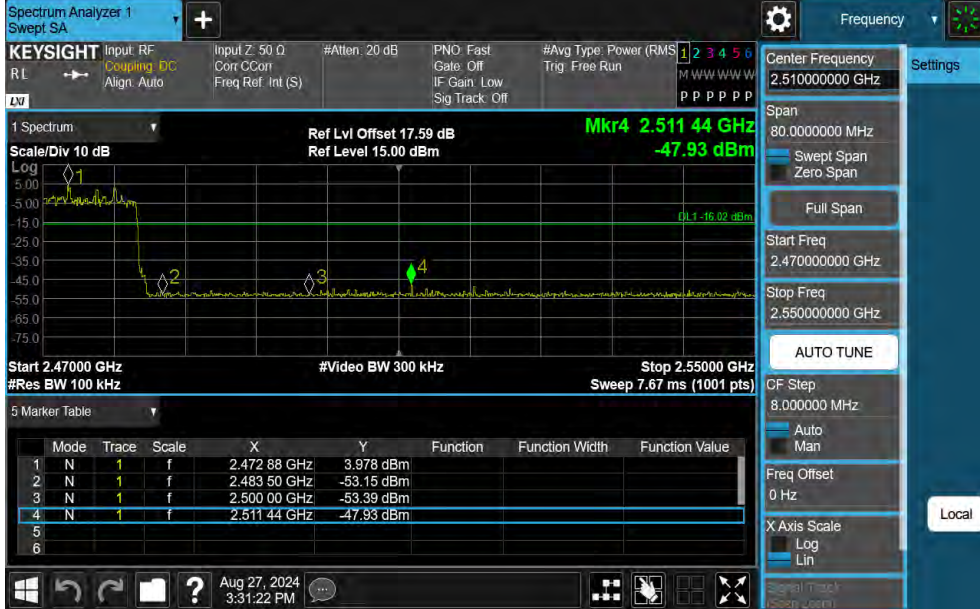 Spectrum Analyzer 1
Swept SA
+
Frequency
KEYSIGHT
RL
LXI
Input: RF
Coupling: DC
Align: Auto
Input Z: 50 Ω
Corr CCorr
Freq Ref: Int (S)
#Atten: 20 dB
PNO: Fast
Gate: Off
IF Gain: Low
Sig Track: Off
#Avg Type: Power (RMS
Trig: Free Run
1 2 3 4 5 6
M W W W W W
P P P P P P
1 Spectrum
Scale/Div 10 dB
Ref Lvl Offset 17.59 dB
Ref Level 15.00 dBm
Mkr4 2.511 44 GHz
-47.93 dBm
Log
5.00
-5.00
-15.0
-25.0
-35.0
-45.0
-55.0
-65.0
-75.0
1
2
3
4
DL1 -16.02 dBm
Start 2.47000 GHz
#Video BW 300 kHz
Stop 2.55000 GHz
#Res BW 100 kHz
Sweep 7.67 ms (1001 pts)
5 Marker Table
Mode Trace Scale X Y Function Function Width Function Value
1 N 1 f 2.472 88 GHz 3.978 dBm
2 N 1 f 2.483 50 GHz -53.15 dBm
3 N 1 f 2.500 00 GHz -53.39 dBm
4 N 1 f 2.511 44 GHz -47.93 dBm
5
6
?
Aug 27, 2024
3:31:22 PM
Center Frequency
2.510000000 GHz
Span
80.0000000 MHz
Swept Span
Zero Span
Full Span
Start Freq
2.470000000 GHz
Stop Freq
2.550000000 GHz
AUTO TUNE
CF Step
8.000000 MHz
Auto
Man
Freq Offset
0 Hz
X Axis Scale
Log
Lin
Signal Track
(Span Zoom)
Settings
Local